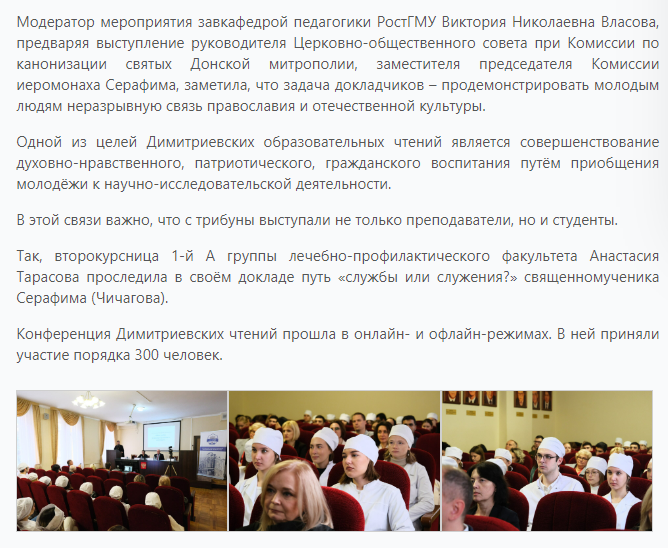 Модератор мероприятия завкафедрой педагогики РостГМУ Виктория Николаевна Власова,
предваряя выступление руководителя Церковно-общественного совета при Комиссии по
канонизации святых Донской митрополии, заместителя председателя Комиссии
иеромонаха Серафима, заметила, что задача докладчиков – продемонстрировать молодым
людям неразрывную связь православия и отечественной культуры.
Одной из целей Димитриевских образовательных чтений является совершенствование
духовно-нравственного, патриотического, гражданского воспитания путём приобщения
молодёжи к научно-исследовательской деятельности.
В этой связи важно, что с трибуны выступали не только преподаватели, но и студенты.
Так, второкурсница 1-й А группы лечебно-профилактического факультета Анастасия
Тарасова проследила в своём докладе путь «службы или служения?» священномученика
Серафима (Чичагова).
Конференция Димитриевских чтений прошла в онлайн- и офлайн-режимах. В ней приняли
участие порядка 300 человек.